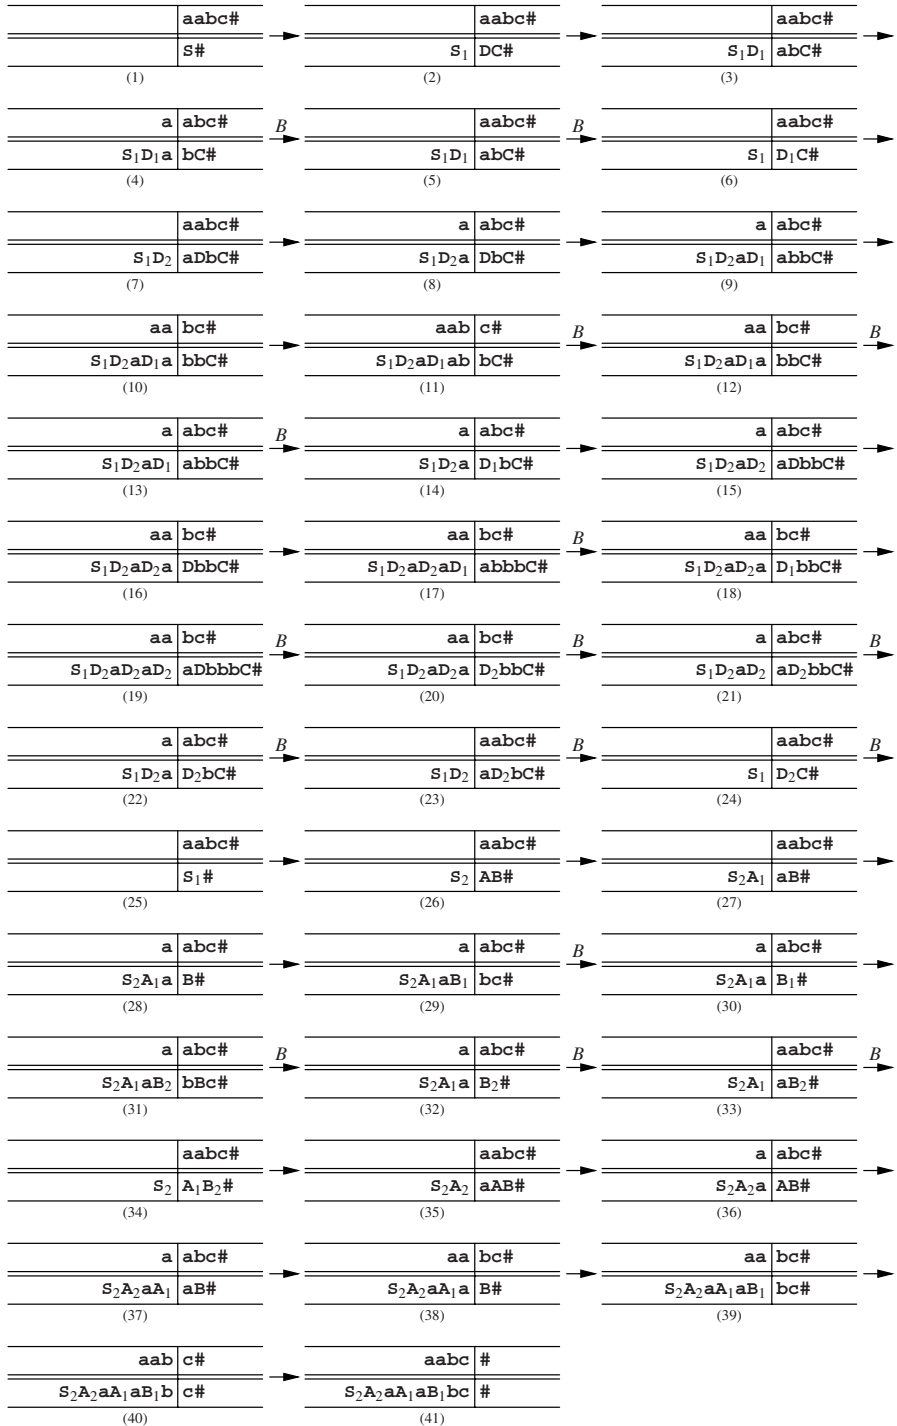 aabc# aabc# aabc#
S# S₁ DC# S₁D₁ abC#
(1) (2) (3)
a abc# B aabc# B aabc#
S₁D₁a bC# S₁D₁ abC# S₁ D₁C#
(4) (5) (6)
aabc# a abc# a abc#
S₁D₂ aDbC# S₁D₂a DbC# S₁D₂aD₁ abbC#
(7) (8) (9)
aa bc# aab c# B aa bc# B
S₁D₂aD₁a bbC# S₁D₂aD₁ab bC# S₁D₂aD₁a bbC#
(10) (11) (12)
a abc# B a abc# a abc#
S₁D₂aD₁ abbC# S₁D₂a D₁bC# S₁D₂aD₂ aDbbC#
(13) (14) (15)
aa bc# aa bc# B aa bc#
S₁D₂aD₂a DbbC# S₁D₂aD₂aD₁ abbbC# S₁D₂aD₂a D₁bbC#
(16) (17) (18)
aa bc# B aa bc# B a abc# B
S₁D₂aD₂aD₂ aDbbbC# S₁D₂aD₂a D₂bbC# S₁D₂aD₂ aD₂bbC#
(19) (20) (21)
a abc# B aabc# B aabc# B
S₁D₂a D₂bC# S₁D₂ aD₂bC# S₁ D₂C#
(22) (23) (24)
aabc# aabc# aabc#
S₁# S₂ AB# S₂A₁ aB#
(25) (26) (27)
a abc# a abc# B a abc#
S₂A₁a B# S₂A₁aB₁ bc# S₂A₁a B₁#
(28) (29) (30)
a abc# B a abc# B aabc# B
S₂A₁aB₂ bBc# S₂A₁a B₂# S₂A₁ aB₂#
(31) (32) (33)
aabc# aabc# a abc#
S₂ A₁B₂# S₂A₂ aAB# S₂A₂a AB#
(34) (35) (36)
a abc# aa bc# aa bc#
S₂A₂aA₁ aB# S₂A₂aA₁a B# S₂A₂aA₁aB₁ bc#
(37) (38) (39)
aab c# aabc #
S₂A₂aA₁aB₁b c# S₂A₂aA₁aB₁bc #
(40) (41)